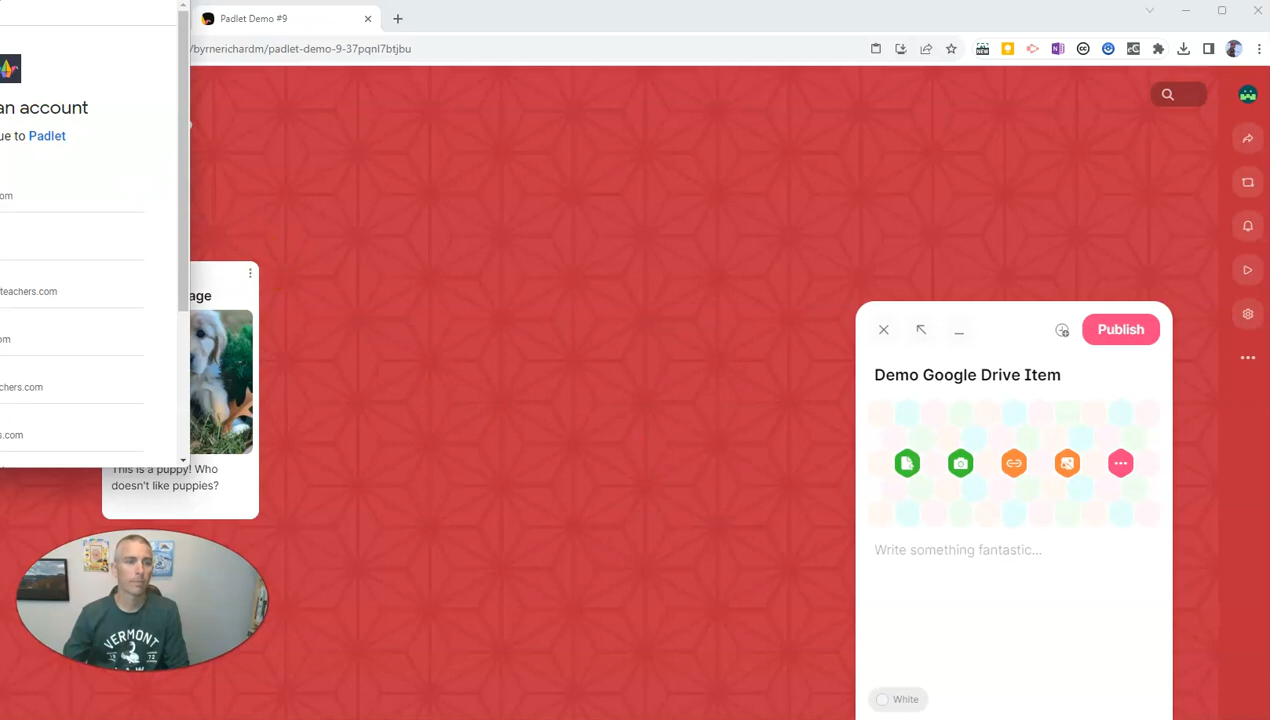 Padlet Demo #9
/byrnerichardm/padlet-demo-9-37pqnl7btjbu
NEW
an account
ue to Padlet
om
teachers.com
om
chers.com
s.com
age
This is a puppy! Who
doesn't like puppies?
Publish
Demo Google Drive Item
Write something fantastic...
White
VERMONT